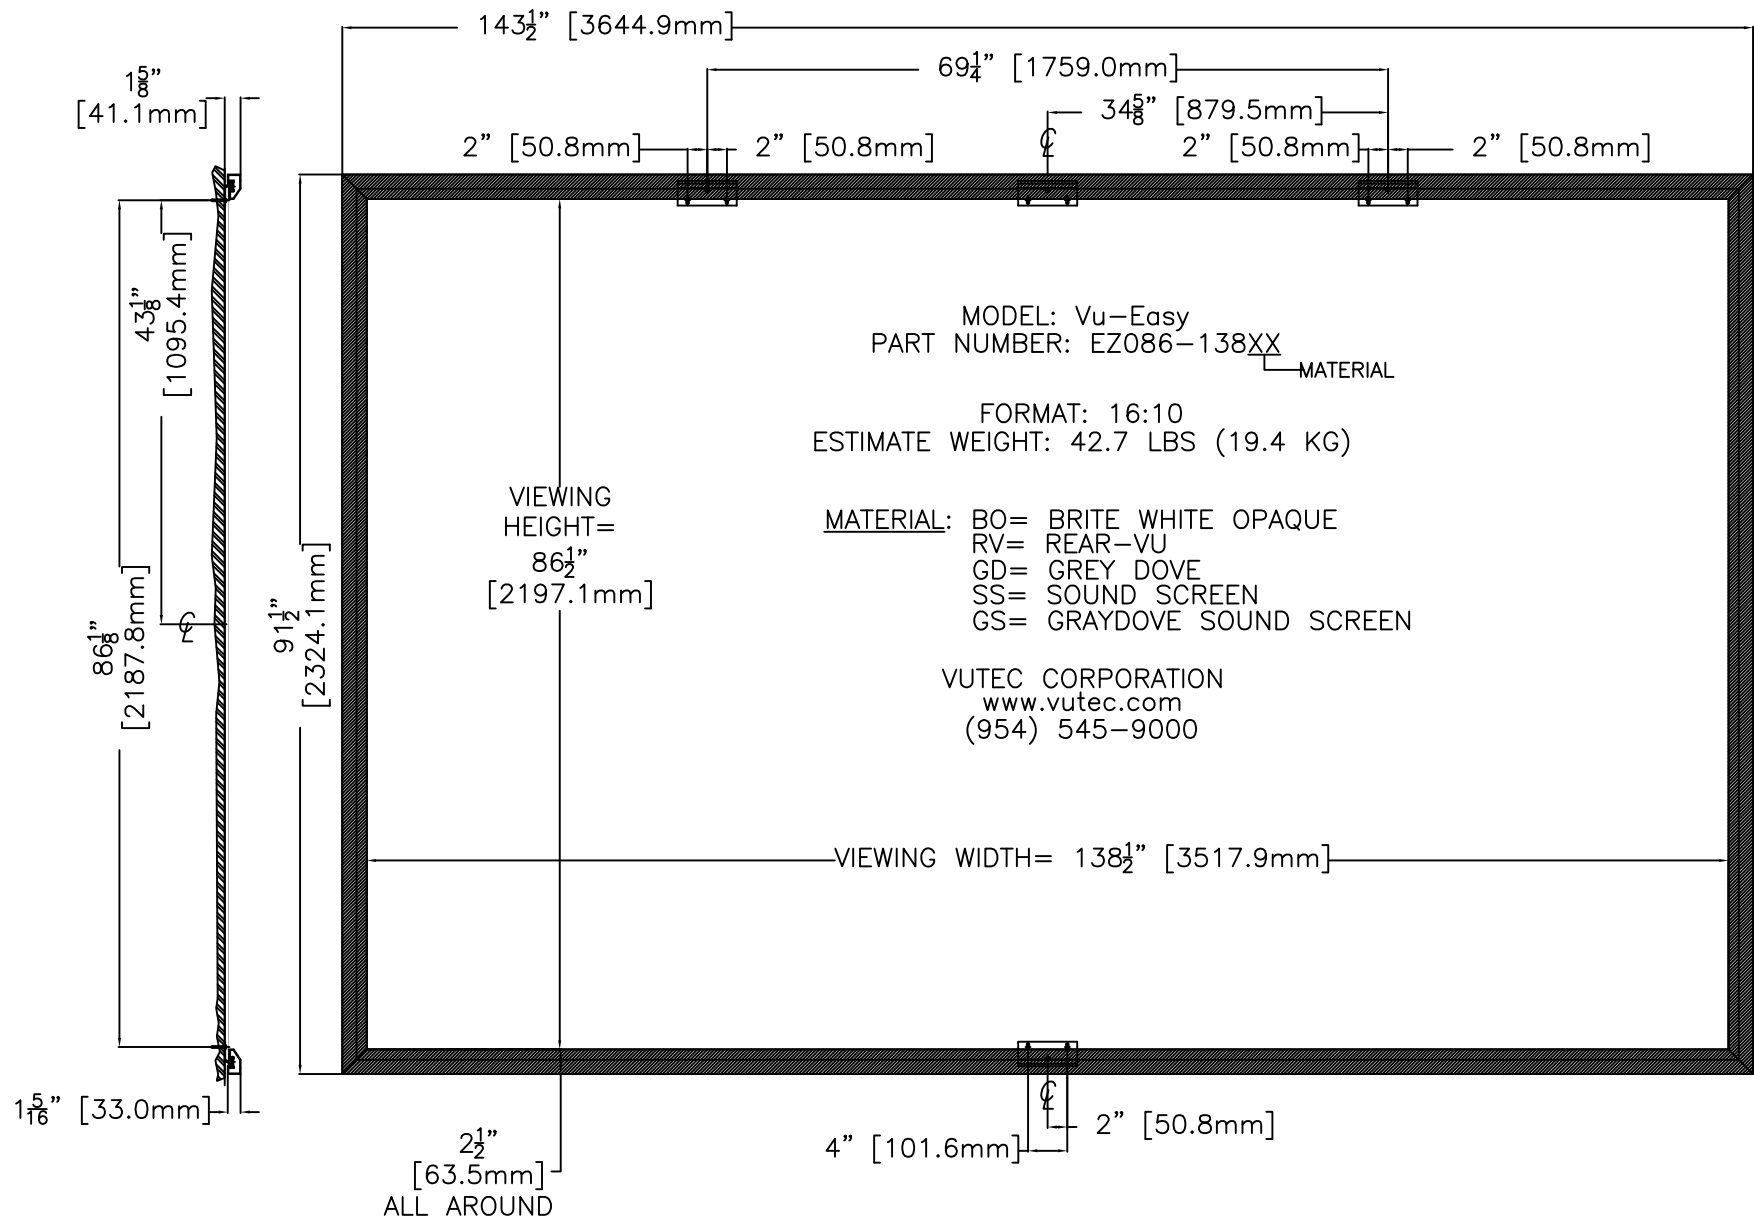 143½" [3644.9mm]
69¼" [1759.0mm]
1⅝"
[41.1mm]
34⅝" [879.5mm]
2" [50.8mm]
2" [50.8mm]
℄
2" [50.8mm]
2" [50.8mm]
43⅛"
[1095.4mm]
℄
86⅛"
[2187.8mm]
91½"
[2324.1mm]
MODEL: Vu-Easy
PART NUMBER: EZ086-138XX
MATERIAL
FORMAT: 16:10
ESTIMATE WEIGHT: 42.7 LBS (19.4 KG)
VIEWING
HEIGHT=
86½"
[2197.1mm]
MATERIAL: BO= BRITE WHITE OPAQUE
RV= REAR-VU
GD= GREY DOVE
SS= SOUND SCREEN
GS= GRAYDOVE SOUND SCREEN
VUTEC CORPORATION
www.vutec.com
(954) 545-9000
VIEWING WIDTH= 138½" [3517.9mm]
1 5/16" [33.0mm]
℄
2" [50.8mm]
4" [101.6mm]
2½"
[63.5mm]
ALL AROUND